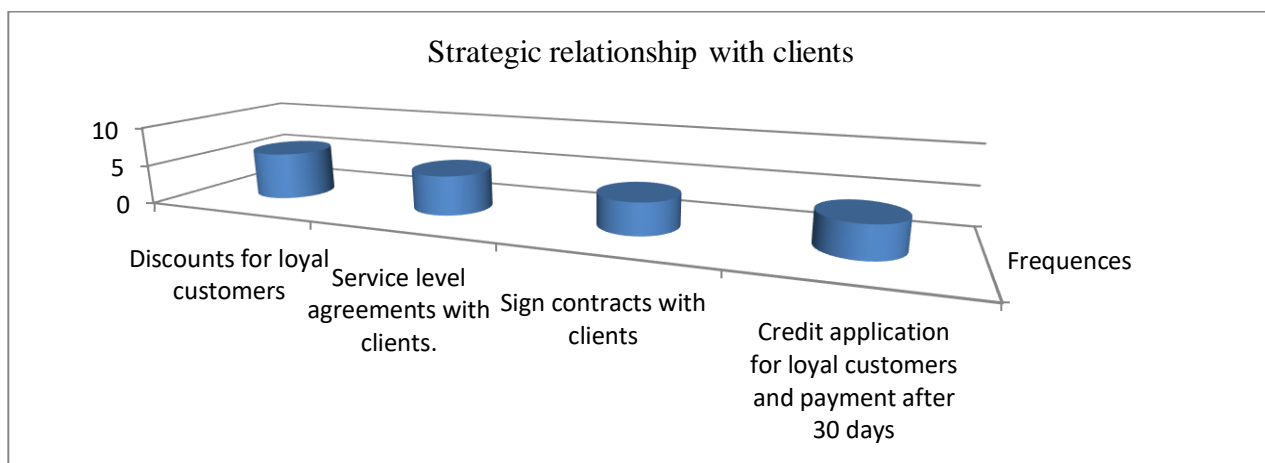 Strategic relationship with clients
10
5
0
Discounts for loyal
customers
Service level
agreements with
clients.
Sign contracts with
clients
Credit application
for loyal customers
and payment after
30 days
Frequences